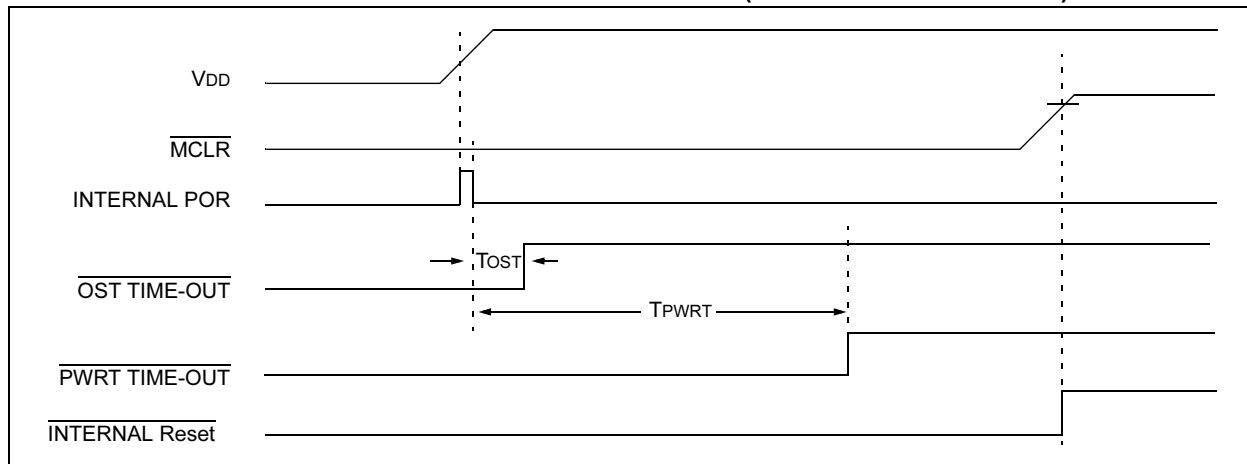 VDD
MCLR
INTERNAL POR
TOST
OST TIME-OUT
TPWRT
PWRT TIME-OUT
INTERNAL Reset